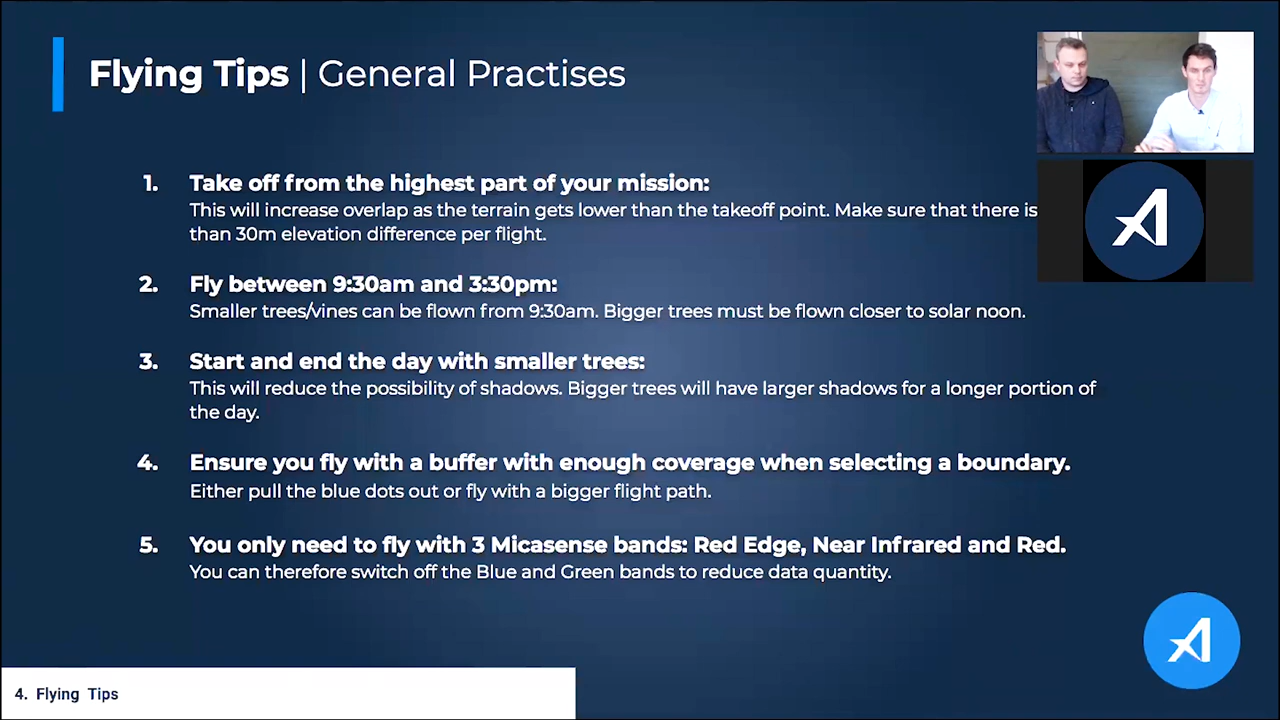 Flying Tips | General Practises
1. Take off from the highest part of your mission:
This will increase overlap as the terrain gets lower than the takeoff point. Make sure that there is
than 30m elevation difference per flight.
2. Fly between 9:30am and 3:30pm:
Smaller trees/vines can be flown from 9:30am. Bigger trees must be flown closer to solar noon.
3. Start and end the day with smaller trees:
This will reduce the possibility of shadows. Bigger trees will have larger shadows for a longer portion of
the day.
4. Ensure you fly with a buffer with enough coverage when selecting a boundary.
Either pull the blue dots out or fly with a bigger flight path.
5. You only need to fly with 3 Micasense bands: Red Edge, Near Infrared and Red.
You can therefore switch off the Blue and Green bands to reduce data quantity.
4. Flying Tips